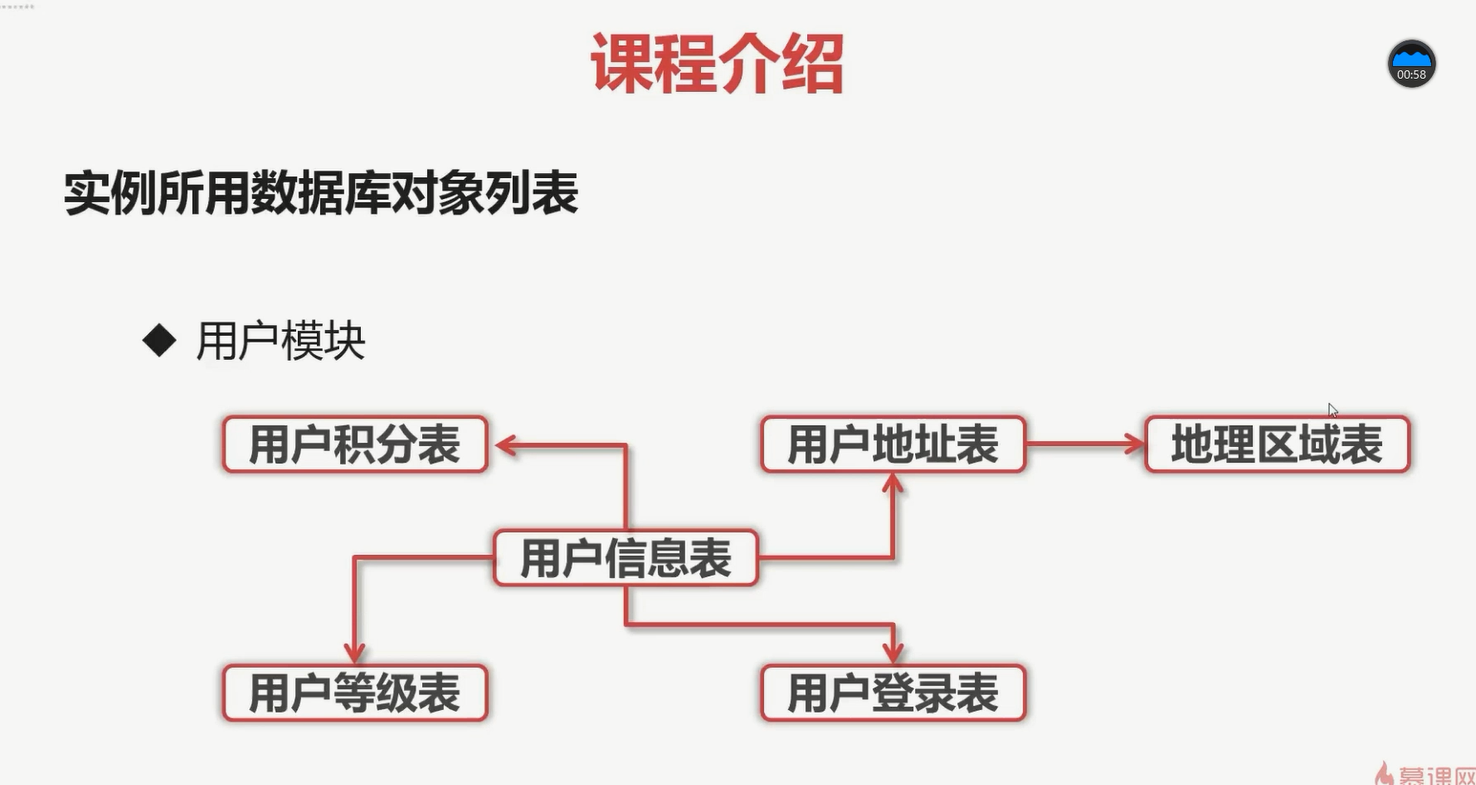 课程介绍
00:58
实例所用数据库对象列表
◆ 用户模块
用户积分表
用户地址表
地理区域表
用户信息表
用户等级表
用户登录表
慕课网